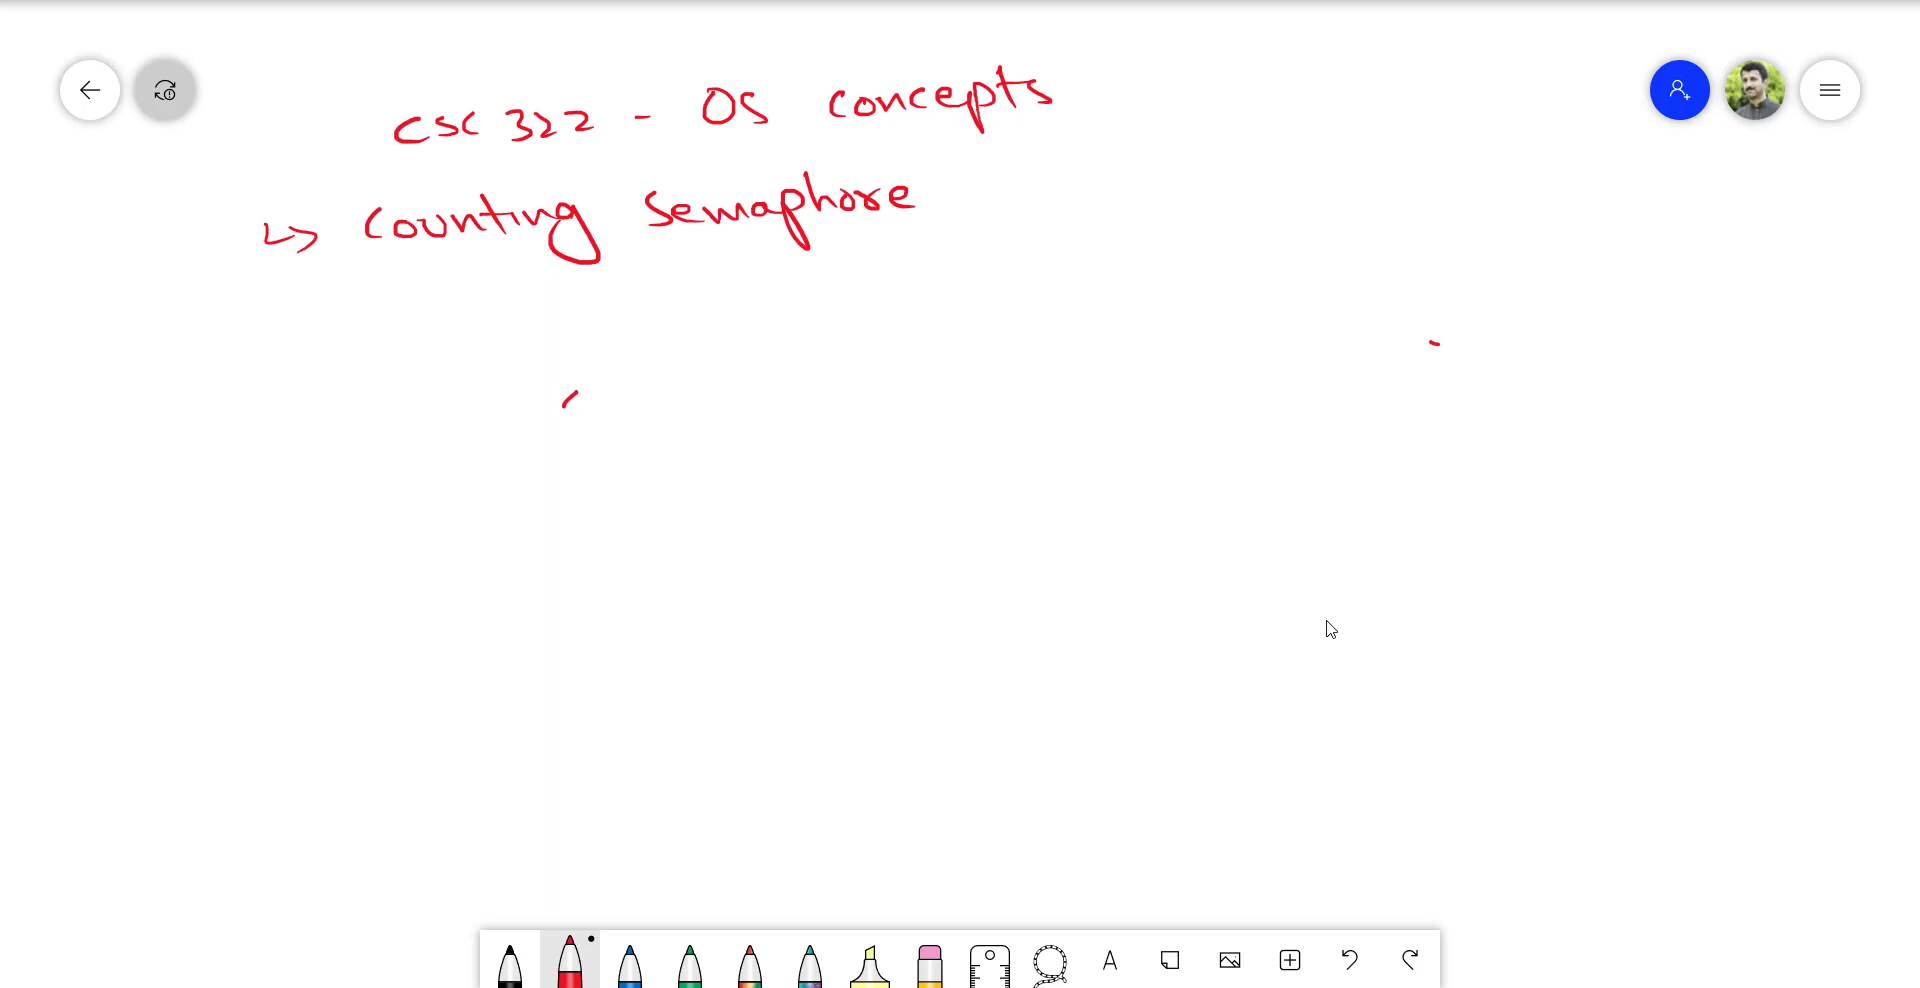 CSC 322 - OS concepts
↳ Counting Semaphore